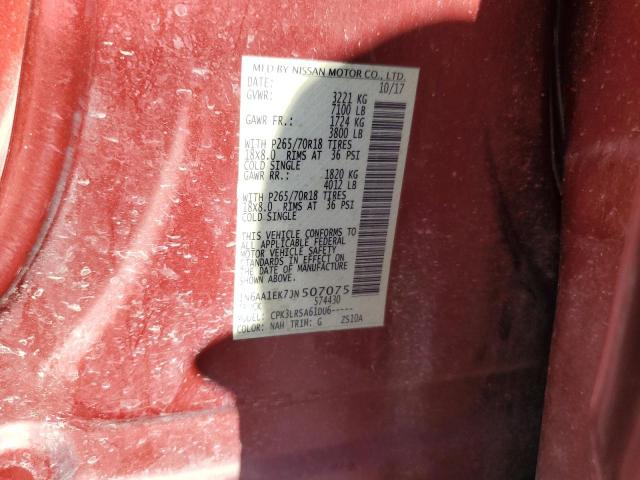 MFD BY NISSAN MOTOR CO., LTD.
DATE: 10/17
GVWR: 3221 KG
7100 LB
GAWR FR.: 1724 KG
3800 LB
WITH P265/70R18 TIRES
18x8.0 RIMS AT 36 PSI
COLD SINGLE
GAWR RR.: 1820 KG
4012 LB
WITH P265/70R18 TIRES
18x8.0 RIMS AT 36 PSI
COLD SINGLE
THIS VEHICLE CONFORMS TO
ALL APPLICABLE FEDERAL
MOTOR VEHICLE SAFETY
STANDARDS IN EFFECT ON
THE DATE OF MANUFACTURE
SHOWN ABOVE.
1N6AA1EK7JN507075
TRUCK 574430
MODEL: CPK3LRSA61DU6-----
COLOR: NAH TRIM: G ZS10A